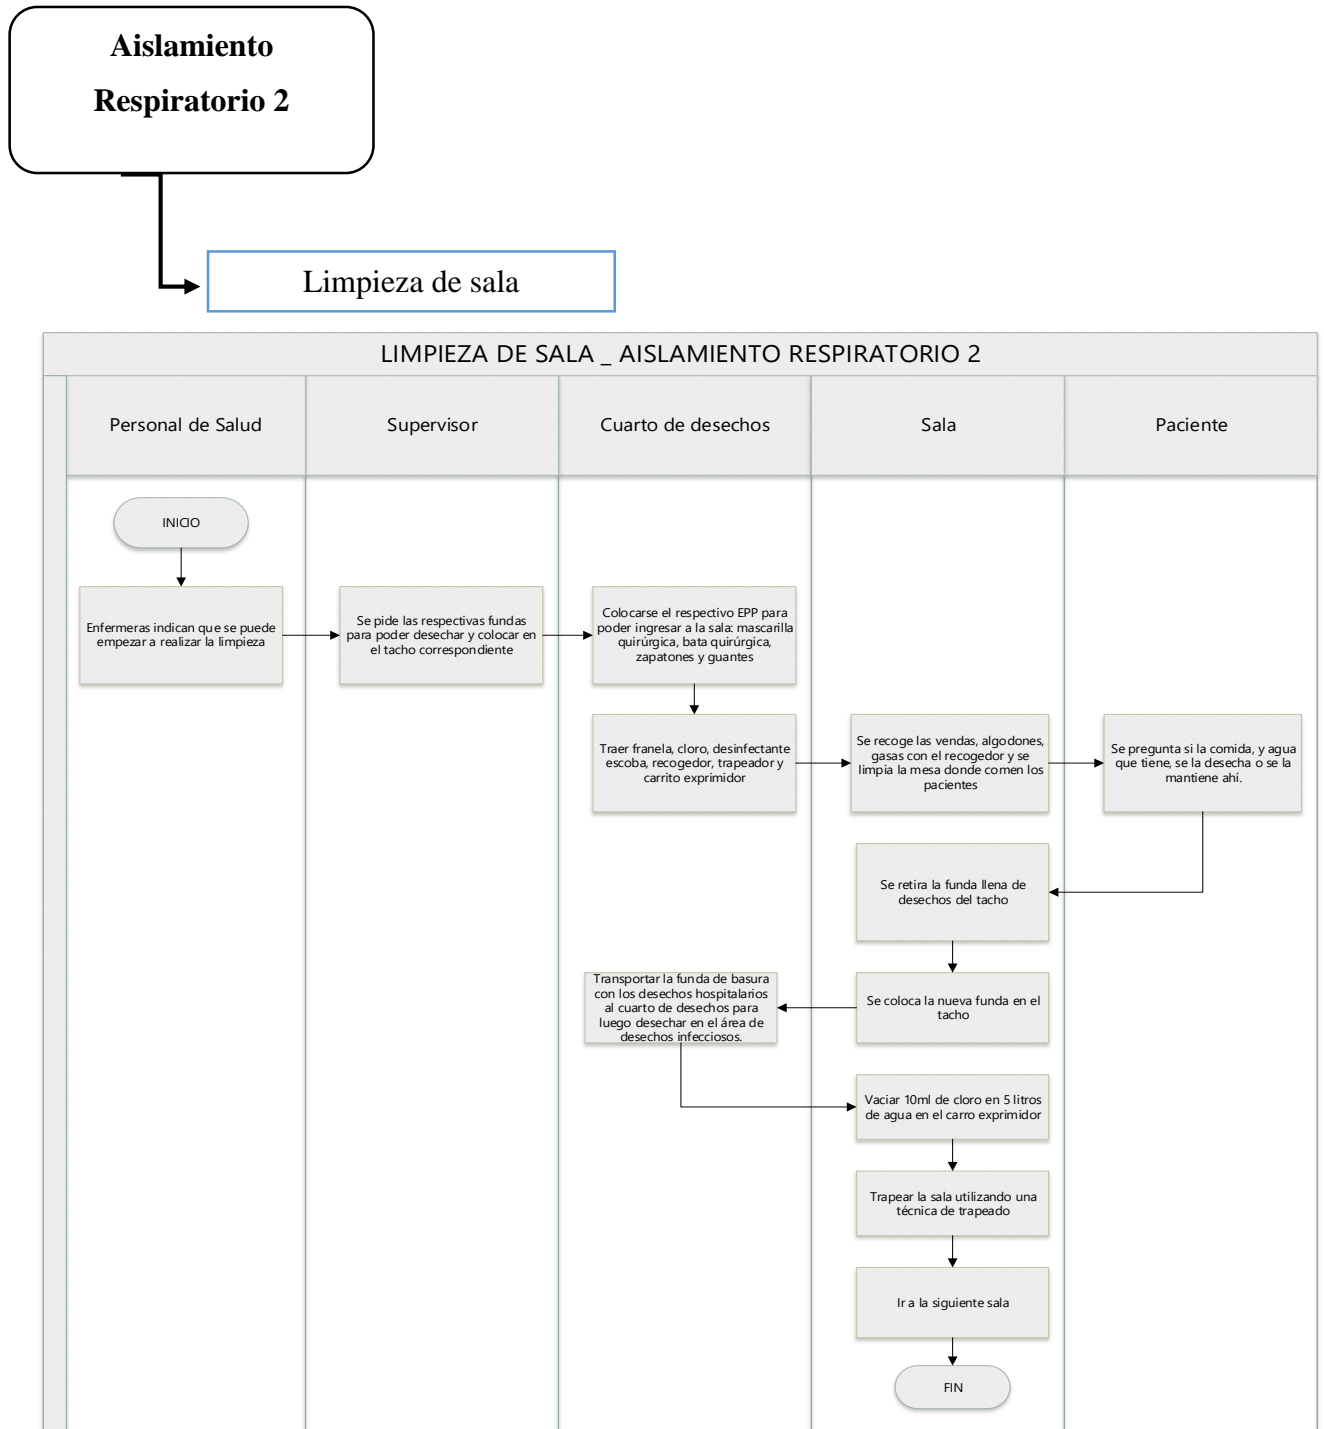 Aislamiento
Respiratorio 2
Limpieza de sala
LIMPIEZA DE SALA _ AISLAMIENTO RESPIRATORIO 2
Personal de Salud
Supervisor
Cuarto de desechos
Sala
Paciente
INICIO
Enfermeras indican que se puede
empezar a realizar la limpieza
Se pide las respectivas fundas
para poder desechar y colocar en
el tacho correspondiente
Colocarse el respectivo EPP para
poder ingresar a la sala: mascarilla
quirúrgica, bata quirúrgica,
zapatones y guantes
Traer franela, cloro, desinfectante
escoba, recogedor, trapeador y
carrito exprimidor
Se recoge las vendas, algodones,
gasas con el recogedor y se
limpia la mesa donde comen los
pacientes
Se pregunta si la comida, y agua
que tiene, se la desecha o se la
mantiene ahí.
Se retira la funda llena de
desechos del tacho
Se coloca la nueva funda en el
tacho
Transportar la funda de basura
con los desechos hospitalarios
al cuarto de desechos para
luego desechar en el área de
desechos infecciosos.
Vaciar 10ml de cloro en 5 litros
de agua en el carro exprimidor
Trapear la sala utilizando una
técnica de trapeado
Ir a la siguiente sala
FIN